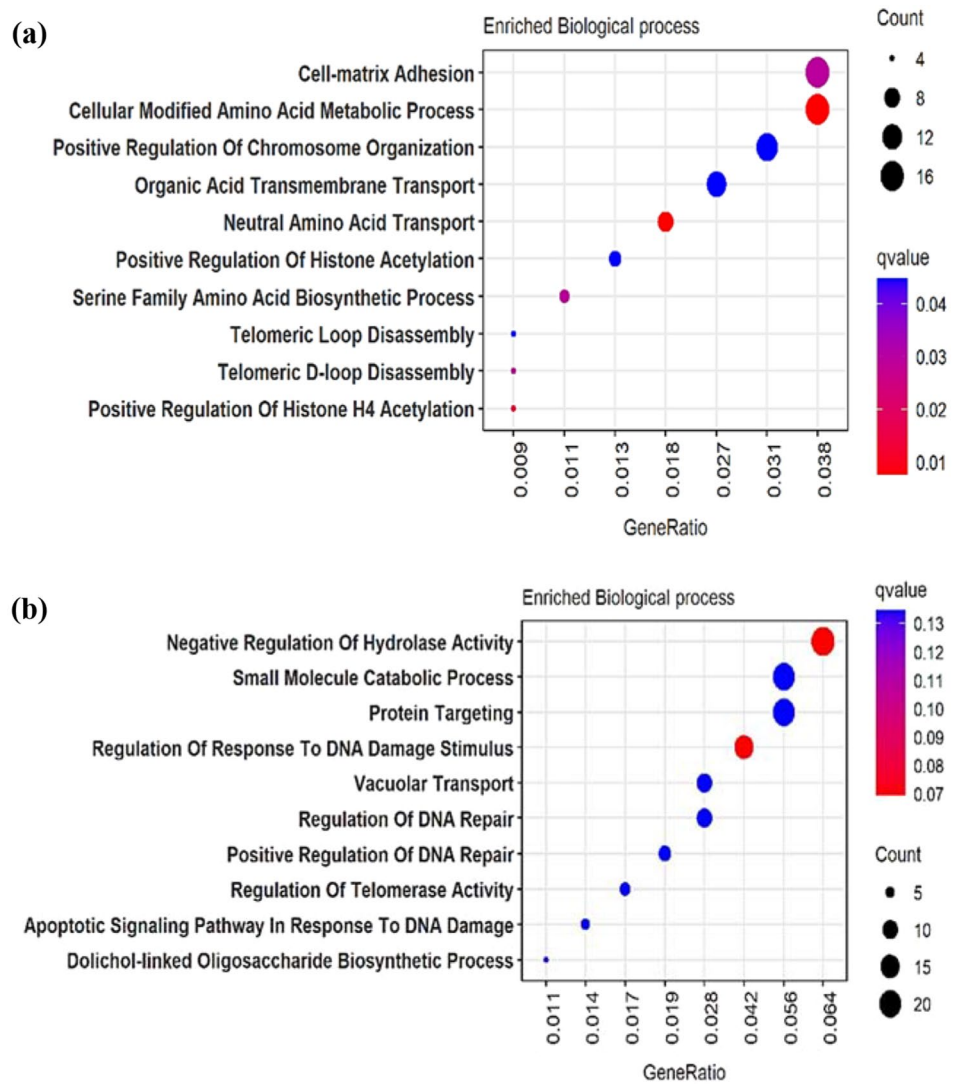 (a)
Enriched Biological process
Cell-matrix Adhesion
Cellular Modified Amino Acid Metabolic Process
Positive Regulation Of Chromosome Organization
Organic Acid Transmembrane Transport
Neutral Amino Acid Transport
Positive Regulation Of Histone Acetylation
Serine Family Amino Acid Biosynthetic Process
Telomeric Loop Disassembly
Telomeric D-loop Disassembly
Positive Regulation Of Histone H4 Acetylation
0.009 0.011 0.013 0.018 0.027 0.031 0.038
GeneRatio
Count
4
8
12
16
qvalue
0.04
0.03
0.02
0.01
(b)
Enriched Biological process
Negative Regulation Of Hydrolase Activity
Small Molecule Catabolic Process
Protein Targeting
Regulation Of Response To DNA Damage Stimulus
Vacuolar Transport
Regulation Of DNA Repair
Positive Regulation Of DNA Repair
Regulation Of Telomerase Activity
Apoptotic Signaling Pathway In Response To DNA Damage
Dolichol-linked Oligosaccharide Biosynthetic Process
0.011 0.014 0.017 0.019 0.028 0.042 0.056 0.064
GeneRatio
qvalue
0.13
0.12
0.11
0.10
0.09
0.08
0.07
Count
5
10
15
20